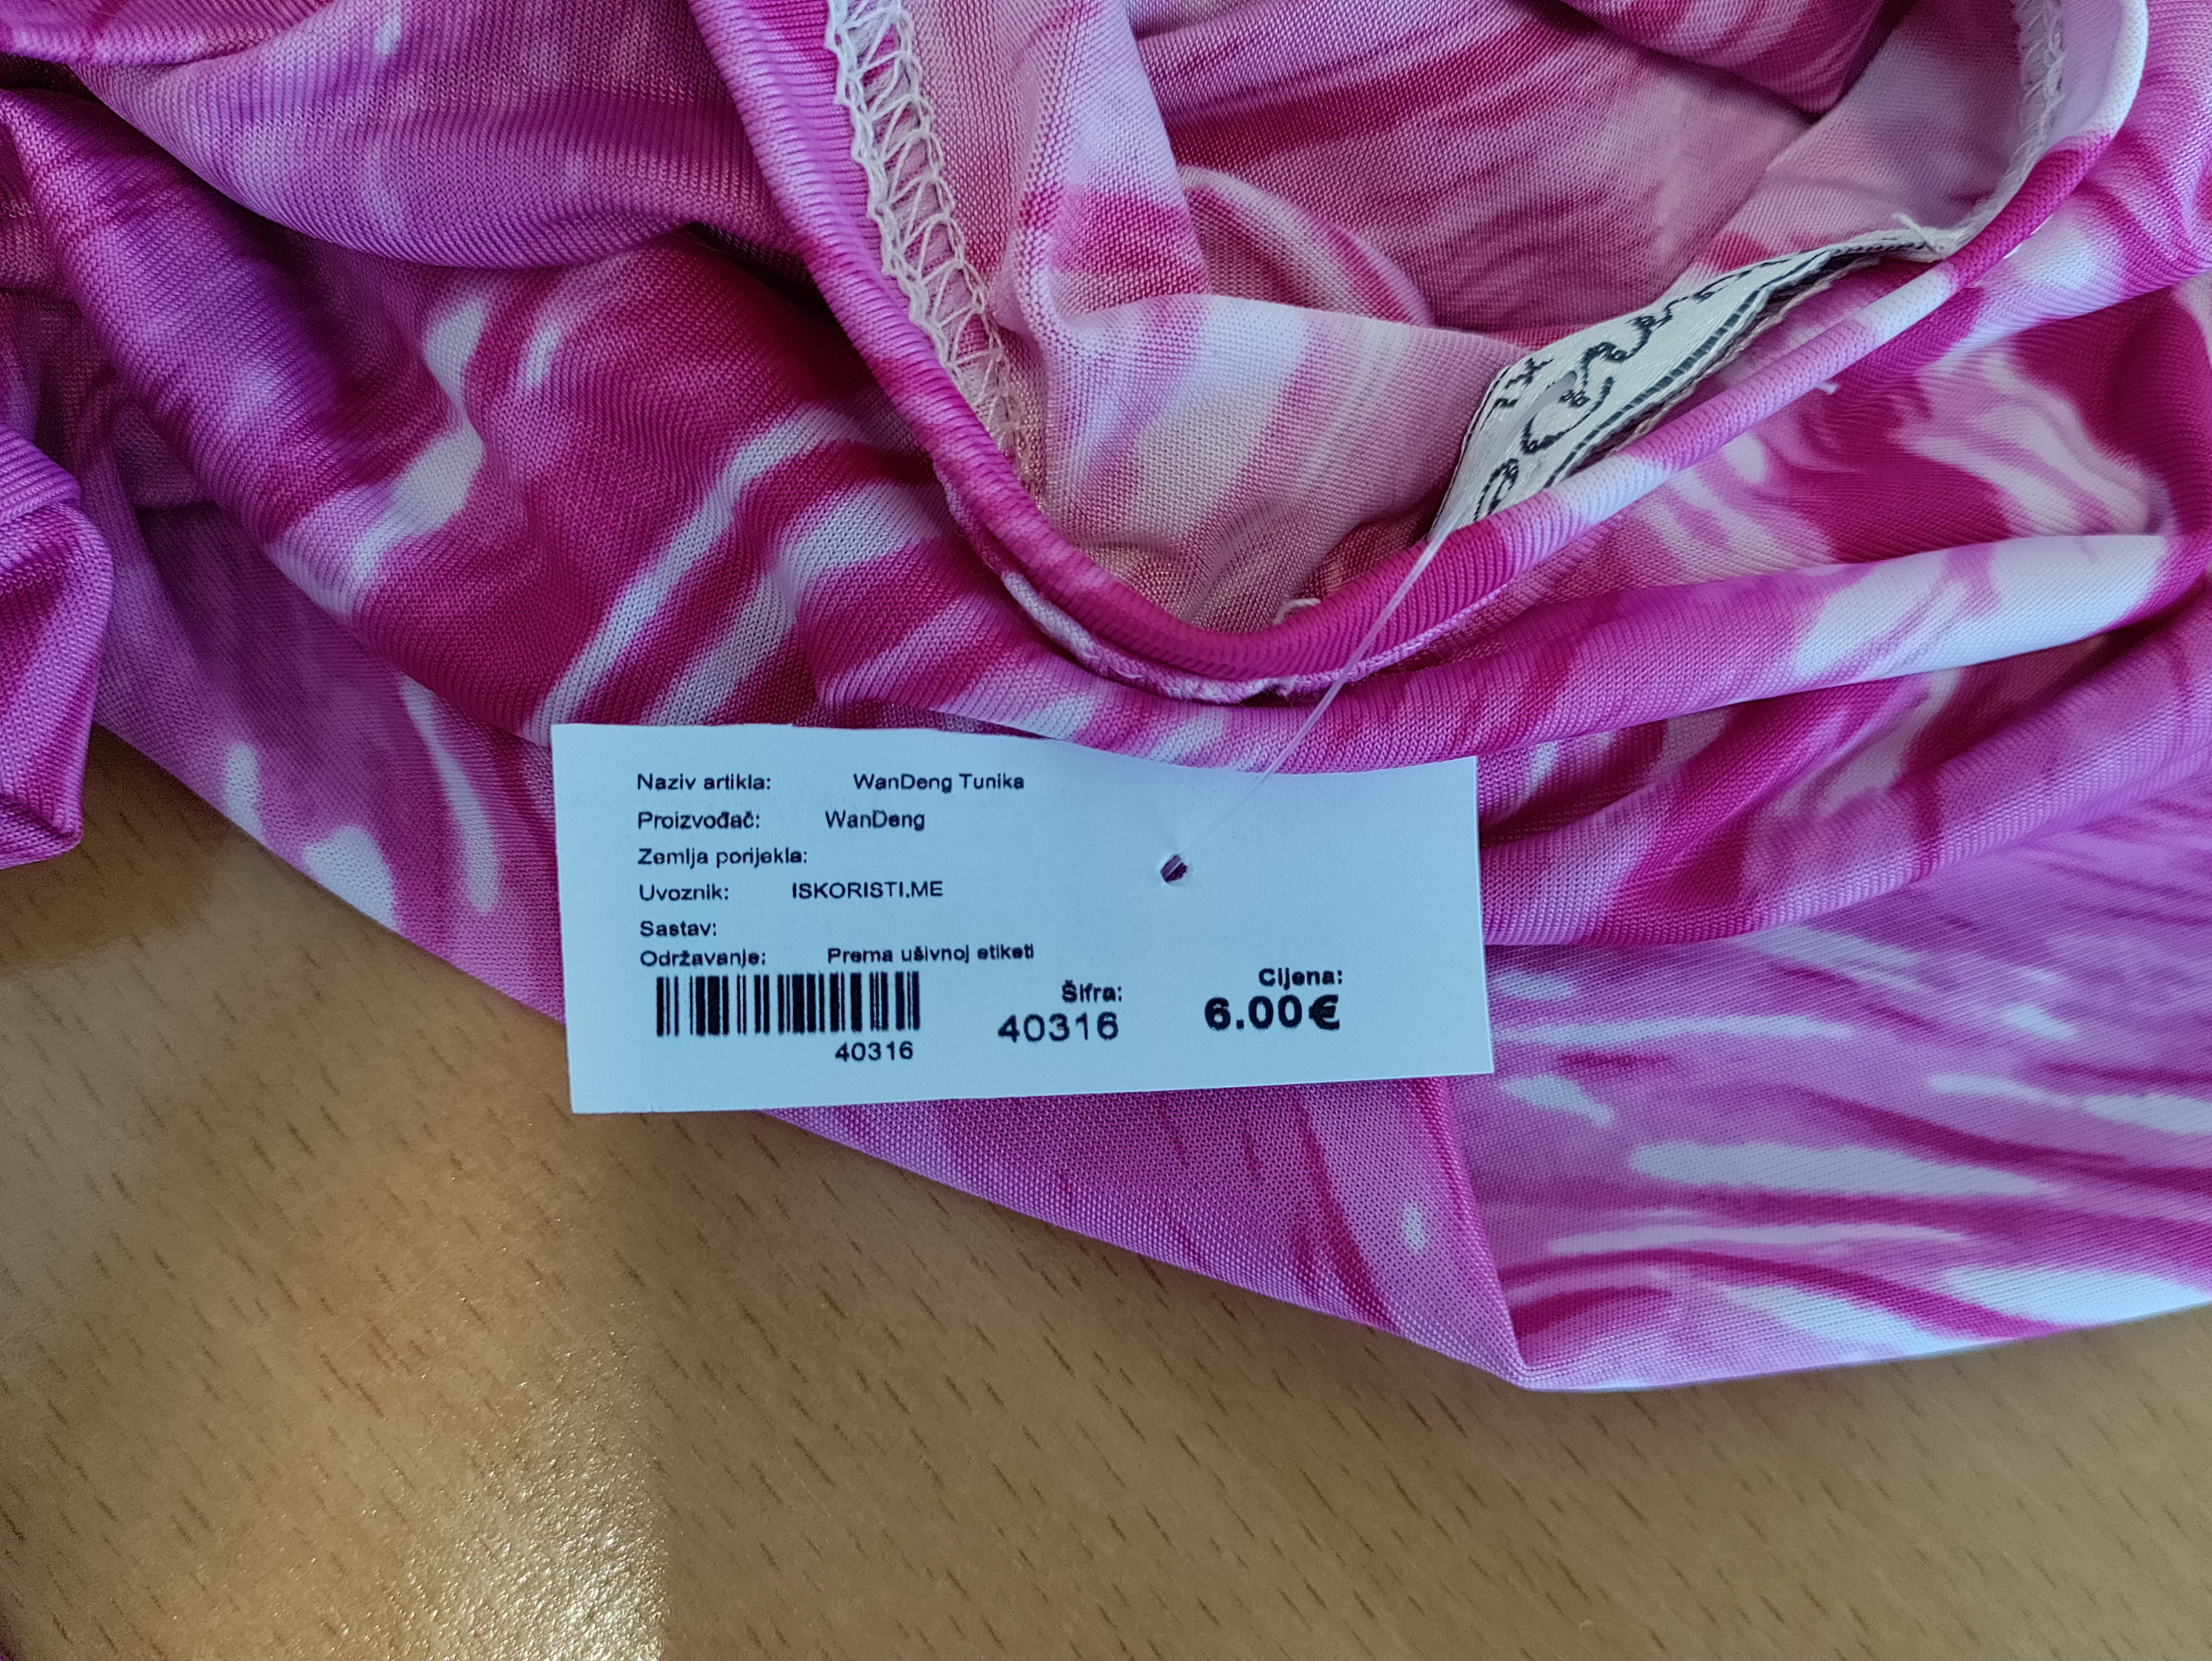 Naziv artikla: WanDeng Tunika
Proizvođač: WanDeng
Zemlja porijekla:
Uvoznik: ISKORISTI.ME
Sastav:
Održavanje: Prema ušivnoj etiketi
Šifra: Cijena:
40316 6.00€
40316